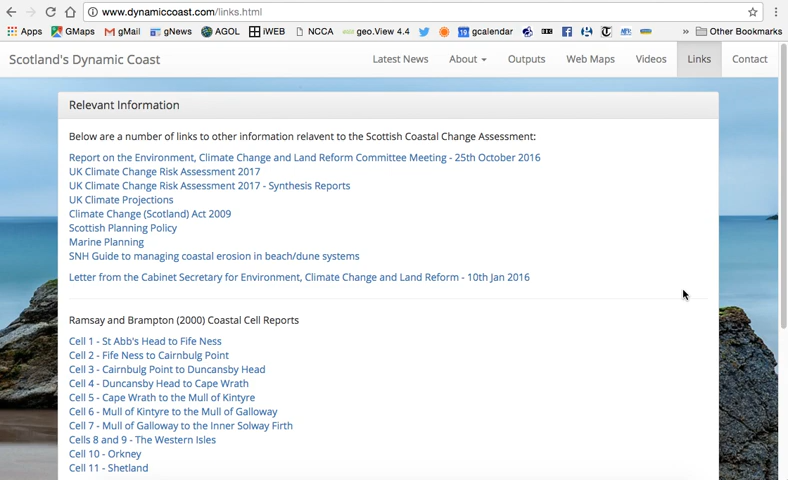 www.dynamiccoast.com/links.html
Apps GMaps gMail gNews AGOL iWEB NCCA geo.View 4.4 gcalendar Other Bookmarks
Scotland's Dynamic Coast Latest News About Outputs Web Maps Videos Links Contact
Relevant Information
Below are a number of links to other information relavent to the Scottish Coastal Change Assessment:
Report on the Environment, Climate Change and Land Reform Committee Meeting - 25th October 2016
UK Climate Change Risk Assessment 2017
UK Climate Change Risk Assessment 2017 - Synthesis Reports
UK Climate Projections
Climate Change (Scotland) Act 2009
Scottish Planning Policy
Marine Planning
SNH Guide to managing coastal erosion in beach/dune systems
Letter from the Cabinet Secretary for Environment, Climate Change and Land Reform - 10th Jan 2016
Ramsay and Brampton (2000) Coastal Cell Reports
Cell 1 - St Abb's Head to Fife Ness
Cell 2 - Fife Ness to Cairnbulg Point
Cell 3 - Cairnbulg Point to Duncansby Head
Cell 4 - Duncansby Head to Cape Wrath
Cell 5 - Cape Wrath to the Mull of Kintyre
Cell 6 - Mull of Kintyre to the Mull of Galloway
Cell 7 - Mull of Galloway to the Inner Solway Firth
Cells 8 and 9 - The Western Isles
Cell 10 - Orkney
Cell 11 - Shetland